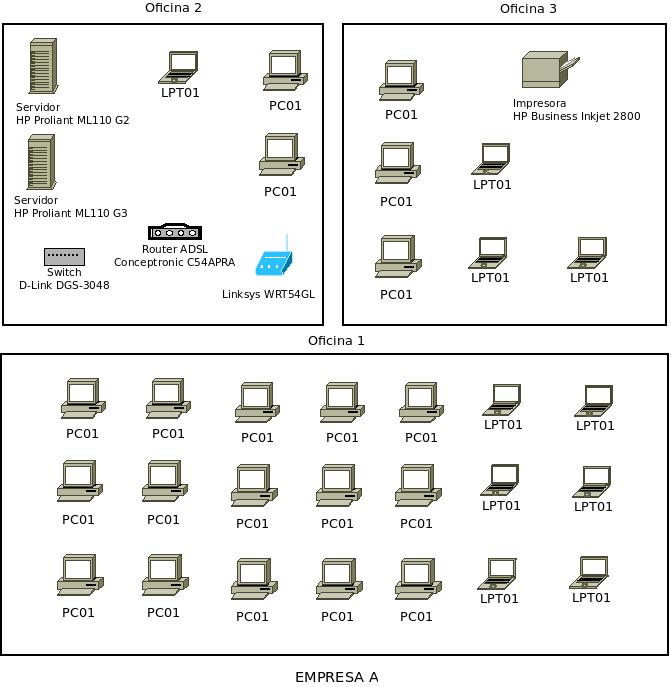 Oficina 2
LPT01
PC01
Servidor
HP Proliant ML110 G2
PC01
Servidor
HP Proliant ML110 G3
Router ADSL
Conceptronic C54APRA
Switch
D-Link DGS-3048
Linksys WRT54GL
Oficina 3
PC01
Impresora
HP Business Inkjet 2800
PC01
LPT01
PC01
LPT01
LPT01
Oficina 1
PC01
PC01
PC01
PC01
PC01
LPT01
LPT01
PC01
PC01
PC01
PC01
PC01
LPT01
LPT01
PC01
PC01
PC01
PC01
PC01
LPT01
LPT01
EMPRESA A